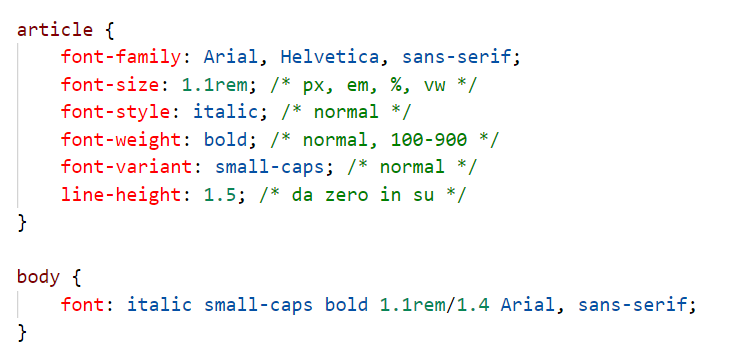 article {
    font-family: Arial, Helvetica, sans-serif;
    font-size: 1.1rem; /* px, em, %, vw */
    font-style: italic; /* normal */
    font-weight: bold; /* normal, 100-900 */
    font-variant: small-caps; /* normal */
    line-height: 1.5; /* da zero in su */
}

body {
    font: italic small-caps bold 1.1rem/1.4 Arial, sans-serif;
}